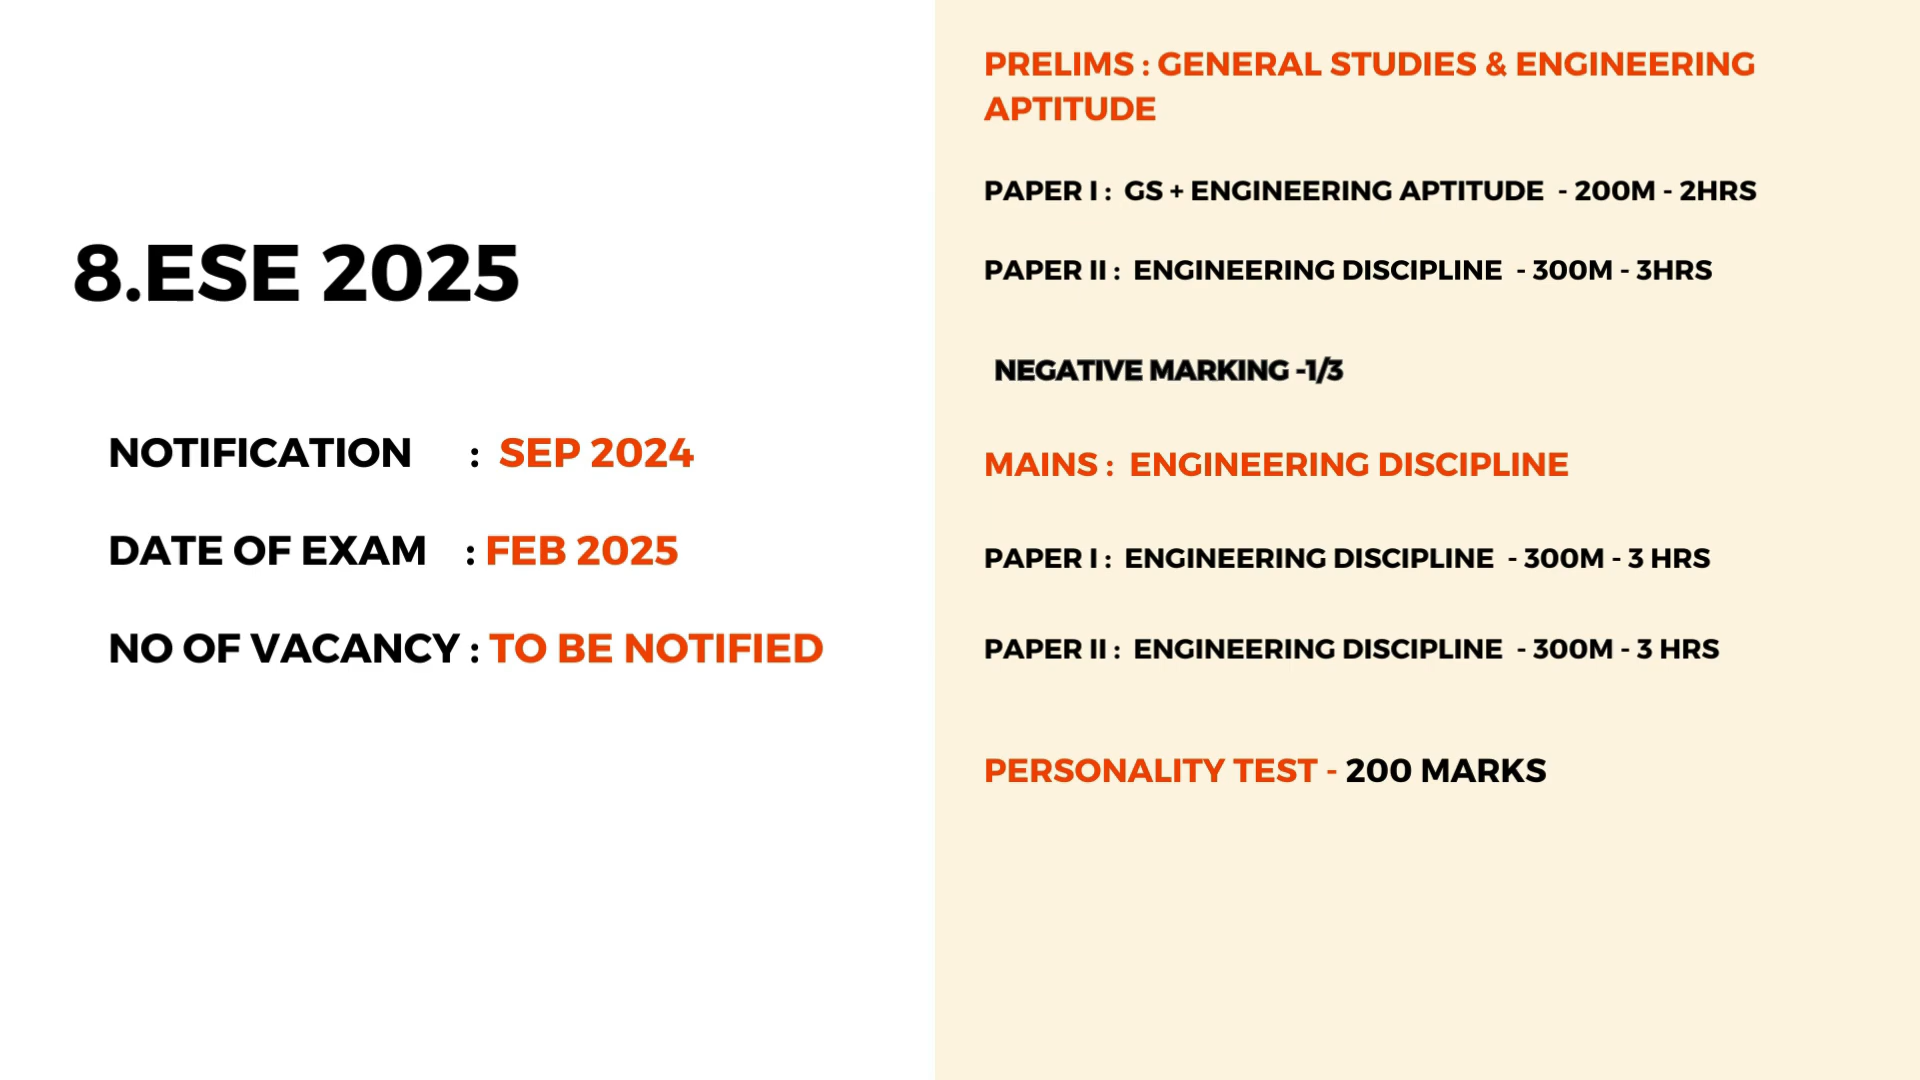 8.ESE 2025
NOTIFICATION : SEP 2024
DATE OF EXAM : FEB 2025
NO OF VACANCY : TO BE NOTIFIED
PRELIMS : GENERAL STUDIES & ENGINEERING
APTITUDE
PAPER I : GS + ENGINEERING APTITUDE - 200M - 2HRS
PAPER II : ENGINEERING DISCIPLINE - 300M - 3HRS
NEGATIVE MARKING -1/3
MAINS : ENGINEERING DISCIPLINE
PAPER I : ENGINEERING DISCIPLINE - 300M - 3 HRS
PAPER II : ENGINEERING DISCIPLINE - 300M - 3 HRS
PERSONALITY TEST - 200 MARKS